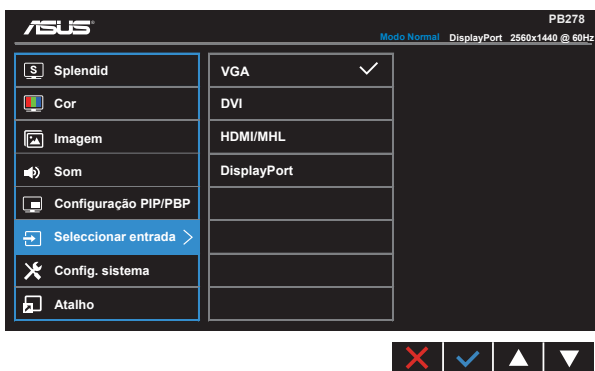 ASUS
PB278
Modo Normal DisplayPort 2560x1440 @ 60Hz
S Splendid
Cor
Imagem
Som
Configuração PIP/PBP
Seleccionar entrada
Config. sistema
Atalho
VGA
DVI
HDMI/MHL
DisplayPort